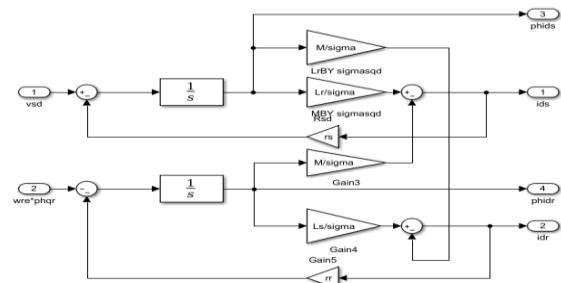 3
phids
M/sigma
LrBY sigmasqd
1
vsd
+
-
1
s
Lr/sigma
+
-
1
ids
MBY sigmasqd
Rsd
rs
M/sigma
Gain3
2
wre*phqr
-
-
1
s
4
phidr
Ls/sigma
+
-
2
idr
Gain4
Gain5
rr